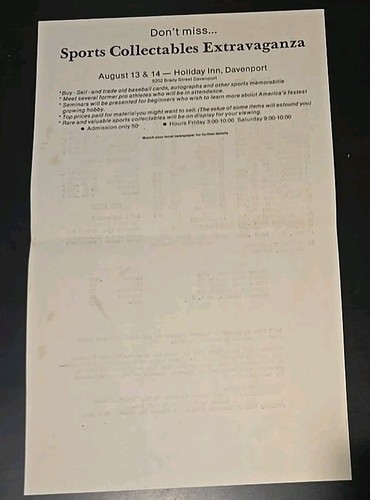 Don't miss...
Sports Collectables Extravaganza
August 13 & 14 — Holiday Inn, Davenport
5202 Brady Street Davenport
* Buy - Sell - and trade old baseball cards, autographs and other sports memorabilia
* Meet several former pro athletes who will be in attendance.
* Seminars will be presented for beginners who wish to learn more about America's fastest
growing hobby.
* Top prices paid for material you might want to sell. (The value of some items will astound you)
* Rare and valuable sports collectables will be on display for your viewing.
● Admission only 50¢ ● Hours Friday 3:00-10:00 Saturday 9:00-10:00
Watch your local newspaper for further details